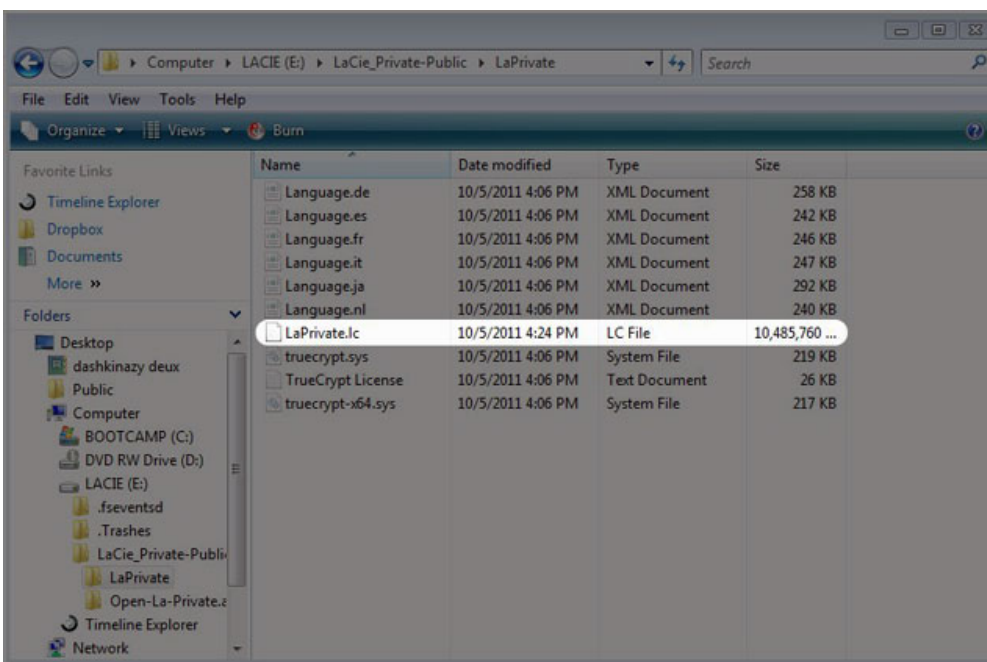 Computer ▸ LACIE (E:) ▸ LaCie_Private-Public ▸ LaPrivate
Search
File Edit View Tools Help
Organize Views Burn
Favorite Links
Timeline Explorer
Dropbox
Documents
More »
Folders
Desktop
dashkinazy deux
Public
Computer
BOOTCAMP (C:)
DVD RW Drive (D:)
LACIE (E:)
.fseventsd
.Trashes
LaCie_Private-Publi
LaPrivate
Open-La-Private.a
Timeline Explorer
Network
Name Date modified Type Size
Language.de 10/5/2011 4:06 PM XML Document 258 KB
Language.es 10/5/2011 4:06 PM XML Document 242 KB
Language.fr 10/5/2011 4:06 PM XML Document 246 KB
Language.it 10/5/2011 4:06 PM XML Document 247 KB
Language.ja 10/5/2011 4:06 PM XML Document 292 KB
Language.nl 10/5/2011 4:06 PM XML Document 240 KB
LaPrivate.lc 10/5/2011 4:24 PM LC File 10,485,760 ...
truecrypt.sys 10/5/2011 4:06 PM System File 219 KB
TrueCrypt License 10/5/2011 4:06 PM Text Document 26 KB
truecrypt-x64.sys 10/5/2011 4:06 PM System File 217 KB